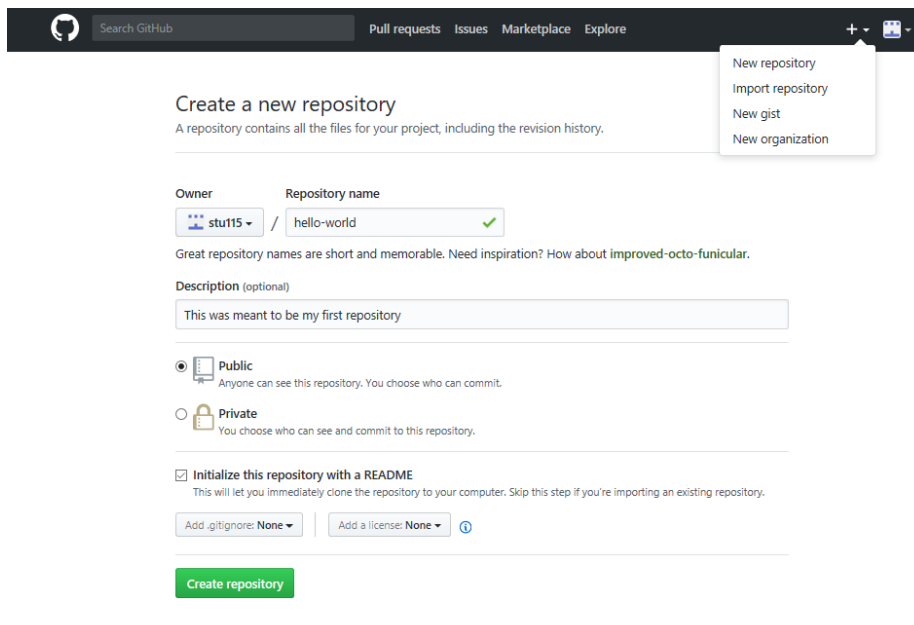 Search GitHub
Pull requests Issues Marketplace Explore
New repository
Import repository
New gist
New organization
Create a new repository
A repository contains all the files for your project, including the revision history.
Owner Repository name
stu115 / hello-world
Great repository names are short and memorable. Need inspiration? How about improved-octo-funicular.
Description (optional)
This was meant to be my first repository
Public
Anyone can see this repository. You choose who can commit.
Private
You choose who can see and commit to this repository.
Initialize this repository with a README
This will let you immediately clone the repository to your computer. Skip this step if you're importing an existing repository.
Add .gitignore: None Add a license: None
Create repository